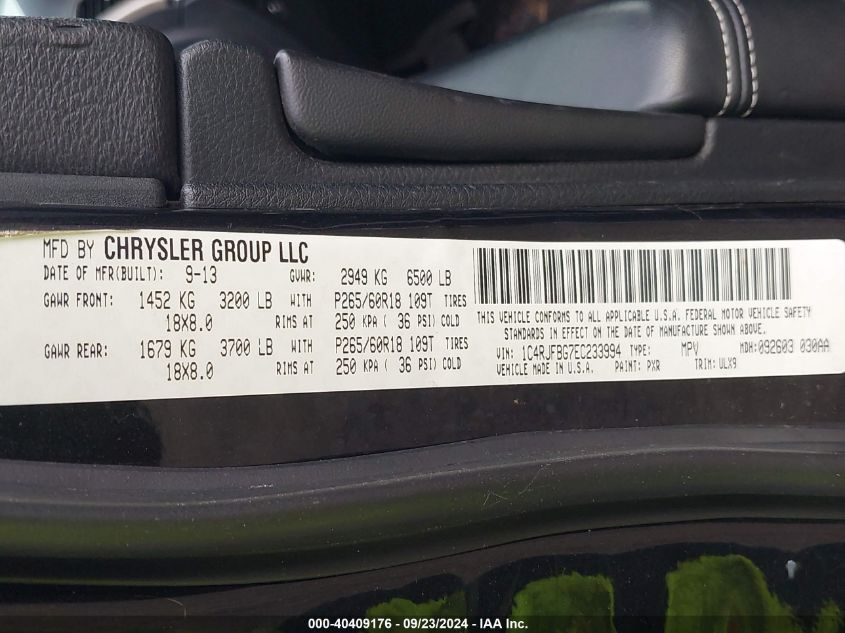 MFD BY CHRYSLER GROUP LLC
DATE OF MFR(BUILT): 9-13 GVWR: 2949 KG 6500 LB
GAWR FRONT: 1452 KG 3200 LB WITH P265/60R18 109T TIRES
18X8.0 RIMS AT 250 KPA ( 36 PSI) COLD
GAWR REAR: 1679 KG 3700 LB WITH P265/60R18 109T TIRES
18X8.0 RIMS AT 250 KPA ( 36 PSI) COLD
THIS VEHICLE CONFORMS TO ALL APPLICABLE U.S.A. FEDERAL MOTOR VEHICLE SAFETY
STANDARDS IN EFFECT ON THE DATE OF MANUFACTURE SHOWN ABOVE.
VIN: 1C4RJFBG7EC233994 TYPE: MPV MDH:092603 030AA
VEHICLE MADE IN U.S.A. PAINT: PXR TRIM: ULX9
000-40409176 - 09/23/2024 - IAA Inc.